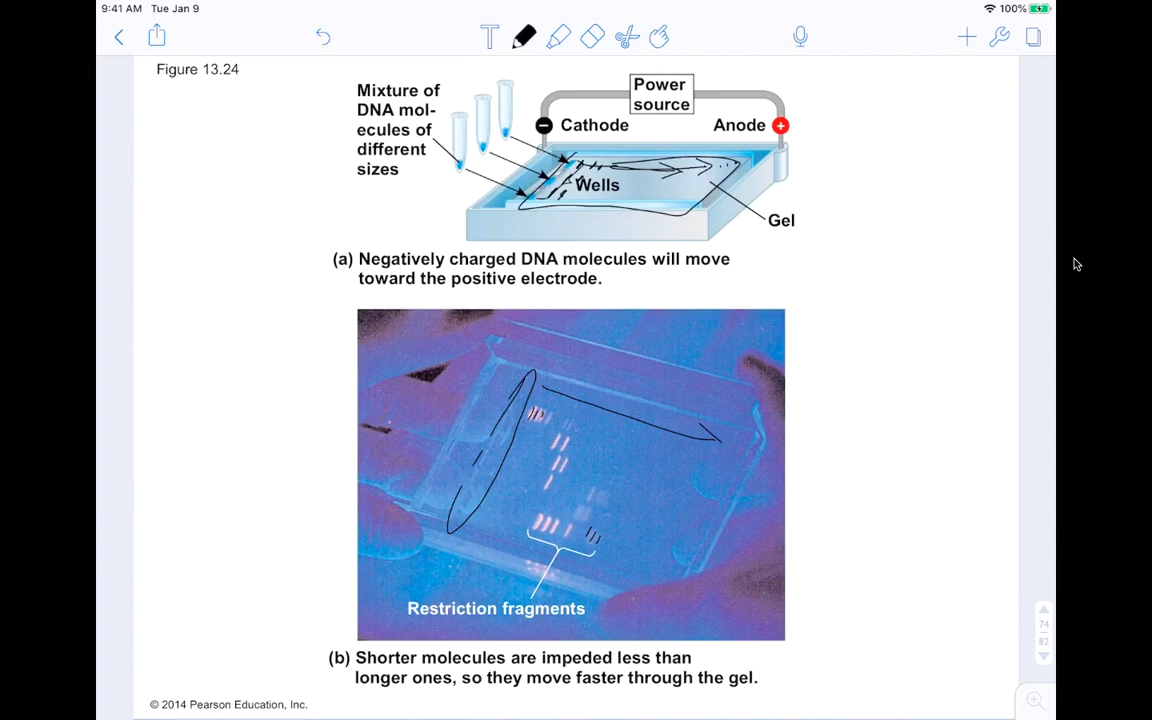 9:41 AM Tue Jan 9
100%
Figure 13.24
Mixture of
DNA mol-
ecules of
different
sizes
Power
source
Cathode
Anode
Wells
Gel
(a) Negatively charged DNA molecules will move
toward the positive electrode.
Restriction fragments
(b) Shorter molecules are impeded less than
longer ones, so they move faster through the gel.
74
82
© 2014 Pearson Education, Inc.